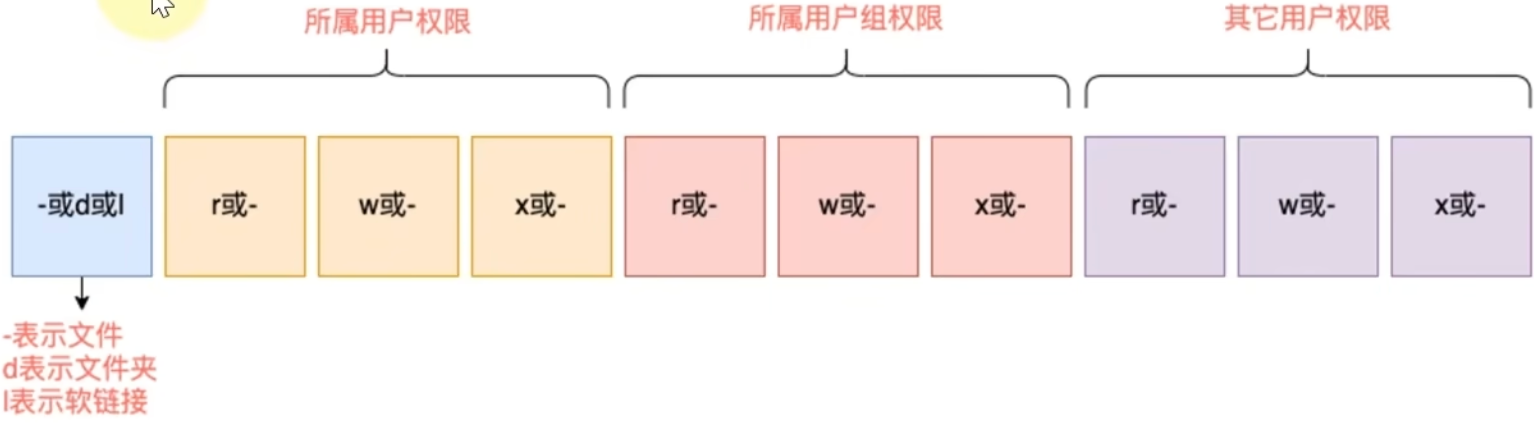 所属用户权限
所属用户组权限
其它用户权限
-或d或l
r或-
w或-
x或-
r或-
w或-
x或-
r或-
w或-
x或-
-表示文件
d表示文件夹
l表示软链接